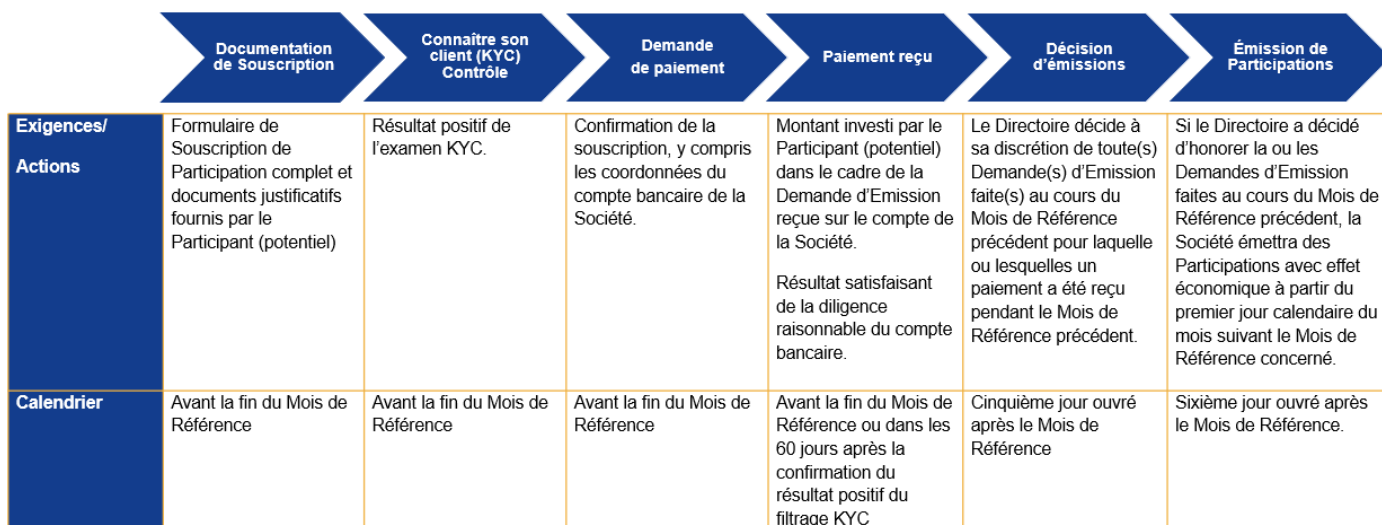 Documentation
de Souscription
Connaître son
client (KYC)
Contrôle
Demande
de paiement
Paiement reçu
Décision
d'émissions
Émission de
Participations
Exigences/
Actions
Formulaire de
Souscription de
Participation complet et
documents justificatifs
fournis par le
Participant (potentiel)
Résultat positif de
l'examen KYC.
Confirmation de la
souscription, y compris
les coordonnées du
compte bancaire de la
Société.
Montant investi par le
Participant (potentiel)
dans le cadre de la
Demande d'Emission
reçue sur le compte de
la Société.
Résultat satisfaisant
de la diligence
raisonnable du compte
bancaire.
Le Directoire décide à
sa discrétion de toute(s)
Demande(s) d'Emission
faite(s) au cours du
Mois de Référence
précédent pour laquelle
ou lesquelles un
paiement a été reçu
pendant le Mois de
Référence précédent.
Si le Directoire a décidé
d'honorer la ou les
Demandes d'Emission
faites au cours du Mois de
Référence précédent, la
Société émettra des
Participations avec effet
économique à partir du
premier jour calendaire du
mois suivant le Mois de
Référence concerné.
Calendrier
Avant la fin du Mois de
Référence
Avant la fin du Mois de
Référence
Avant la fin du Mois de
Référence
Avant la fin du Mois de
Référence ou dans les
60 jours après la
confirmation du
résultat positif du
filtrage KYC
Cinquième jour ouvré
après le Mois de
Référence
Sixième jour ouvré après
le Mois de Référence.